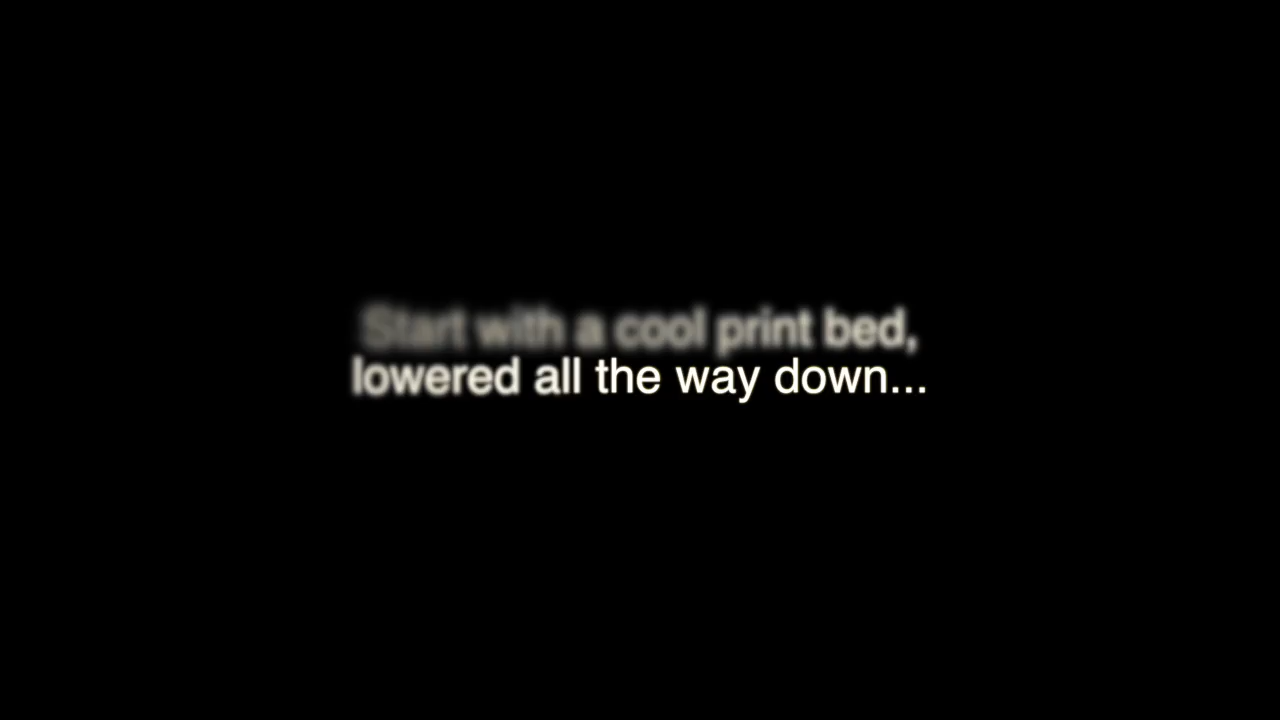 Start with a cool print bed,
lowered all the way down...